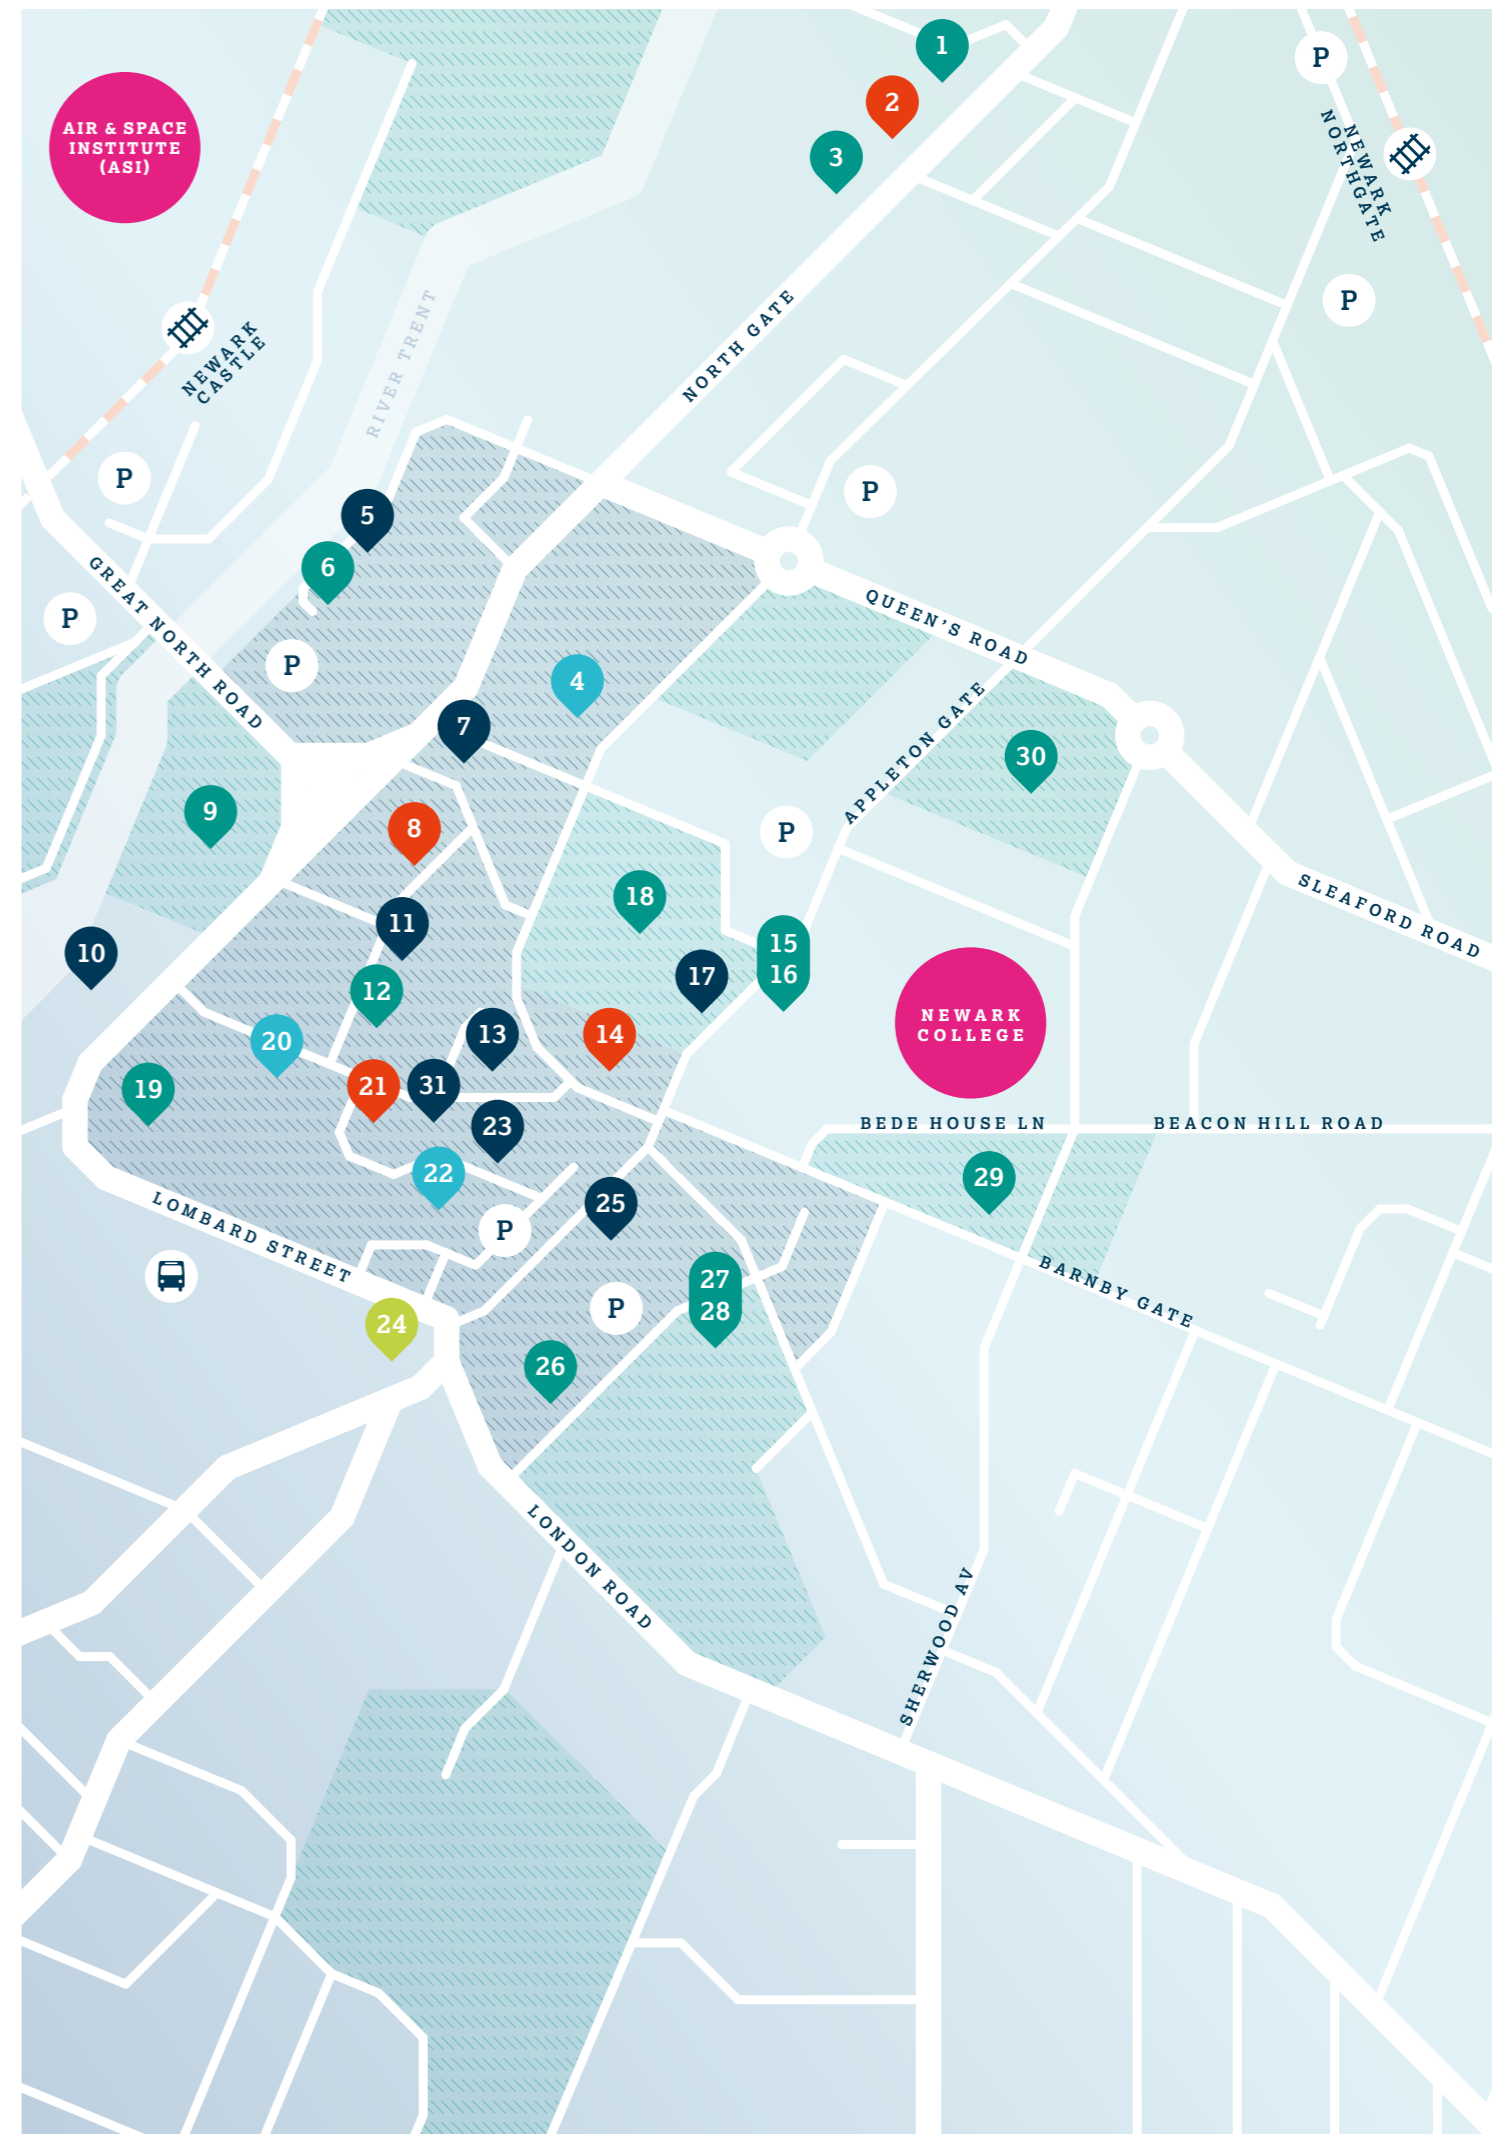 1
P
2
AIR & SPACE
INSTITUTE
(ASI)
3
NEWARK
NORTHGATE
P
NEWARK
CASTLE
RIVER TRENT
NORTH GATE
P
P
5
6
P
GREAT NORTH ROAD
P
QUEEN'S ROAD
4
7
APPLETON GATE
30
9
8
P
18
11
SLEAFORD ROAD
10
12
17
15
16
NEWARK
COLLEGE
20
13
14
19
21
31
23
BEDE HOUSE LN
BEACON HILL ROAD
22
29
25
LOMBARD STREET
P
BARNBY GATE
27
28
P
24
26
LONDON ROAD
SHERWOOD AV